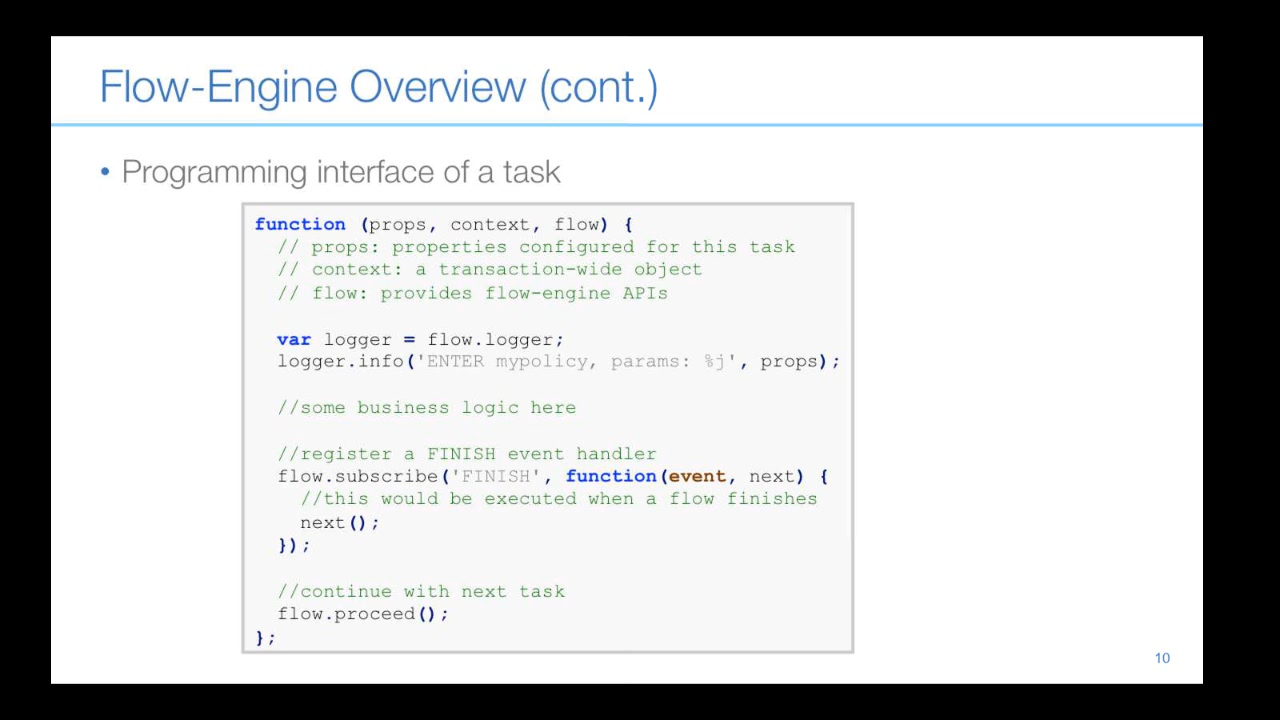 Flow-Engine Overview (cont.)
• Programming interface of a task
function (props, context, flow) {
  // props: properties configured for this task
  // context: a transaction-wide object
  // flow: provides flow-engine APIs
  var logger = flow.logger;
  logger.info('ENTER mypolicy, params: %j', props);
  //some business logic here
  //register a FINISH event handler
  flow.subscribe('FINISH', function(event, next) {
    //this would be executed when a flow finishes
    next();
  });
  //continue with next task
  flow.proceed();
};
10